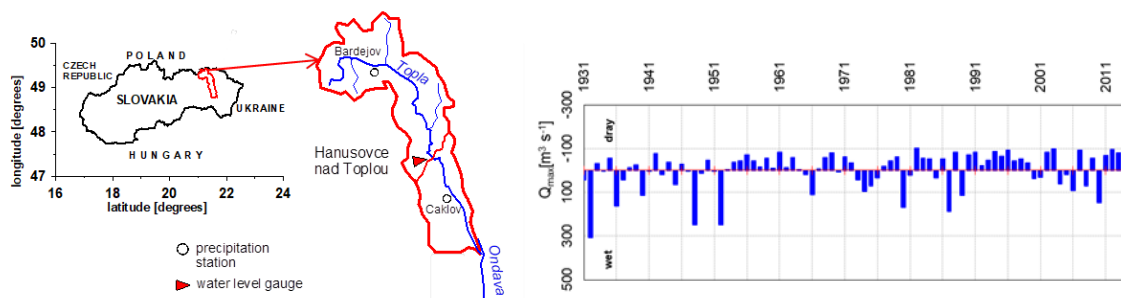 50
49
48
47
longitude [degrees]
16
18
20
22
24
latitude [degrees]
POLAND
CZECH
REPUBLIC
SLOVAKIA
UKRAINE
HUNGARY
Bardejov
Topla
Hanusovce
nad Toplou
Caklov
Ondava
precipitation
station
water level gauge
1931
1941
1951
1961
1971
1981
1991
2001
2011
-300
-100
100
300
500
Qmax[m³ s⁻¹]
dray
wet